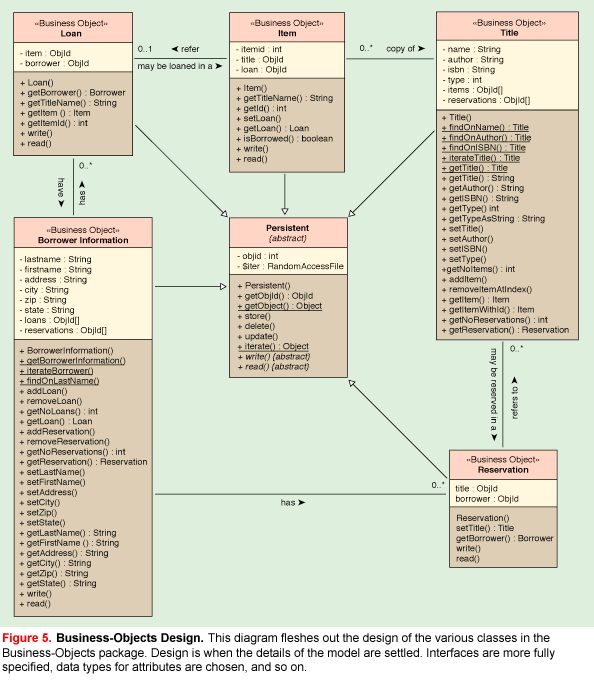 «Business Object»
Loan
- item : ObjId
- borrower : ObjId
+ Loan()
+ getBorrower() : Borrower
+ getTitleName() : String
+ getItem () : Item
+ getItemId() : int
+ write()
+ read()
0..1
◄ refer
may be loaned in a ►
«Business Object»
Item
- itemid : int
- title : ObjId
- loan : ObjId
+ Item()
+ getTitleName() : String
+ getId() : int
+ setLoan()
+ getLoan() : Loan
+ isBorrowed() : boolean
+ write()
+ read()
0..*
copy of ►
«Business Object»
Title
- name : String
- author : String
- isbn : String
- type : int
- items : ObjId[]
- reservations : ObjId[]
+ Title()
+ findOnName() : Title
+ findOnAuthor() : Title
+ findOnISBN() : Title
+ iterateTitle() : Title
+ getTitle() : Title
+ getTitle() : String
+ getAuthor() : String
+ getISBN() : String
+ getType() int
+ getTypeAsString() : String
+ setTitle()
+ setAuthor()
+ setISBN()
+ setType()
+getNoItems() : int
+ addItem()
+ removeItemAtIndex()
+ getItem() : Item
+ getItemWithId() : Item
+ getNoReservations() : int
+ getReservation() : Reservation
0..*
have ►
has ►
«Business Object»
Borrower Information
- lastname : String
- firstname : String
- address : String
- city : String
- zip : String
- state : String
- loans : ObjId[]
- reservations : ObjId[]
+ BorrowerInformation()
+ getBorrowerInformation()
+ iterateBorrower()
+ findOnLastName()
+ addLoan()
+ removeLoan()
+ getNoLoans() : int
+ getLoan() : Loan
+ addReservation()
+ removeReservation()
+ getNoReservations() : int
+ getReservation() : Reservation
+ setLastName()
+ setFirstName()
+ setAddress()
+ setCity()
+ setZip()
+ setState()
+ getLastName() : String
+ getFirstName () : String
+ getAddress() : String
+ getCity() : String
+ getZip() : String
+ getState() : String
+ write()
+ read()
Persistent
{abstract}
- objid : int
- $iter : RandomAccessFile
+ Persistent()
+ getObjId() : ObjId
+ getObject() : Object
+ store()
+ delete()
+ update()
+ iterate() : Object
+ write() {abstract}
+ read() {abstract}
0..*
may be reserved in a ►
refers to ►
«Business Object»
Reservation
title : ObjId
borrower : ObjId
Reservation()
setTitle() : Title
getBorrower() : Borrower
write()
read()
0..*
has ►
Figure 5. Business-Objects Design. This diagram fleshes out the design of the various classes in the
Business-Objects package. Design is when the details of the model are settled. Interfaces are more fully
specified, data types for attributes are chosen, and so on.